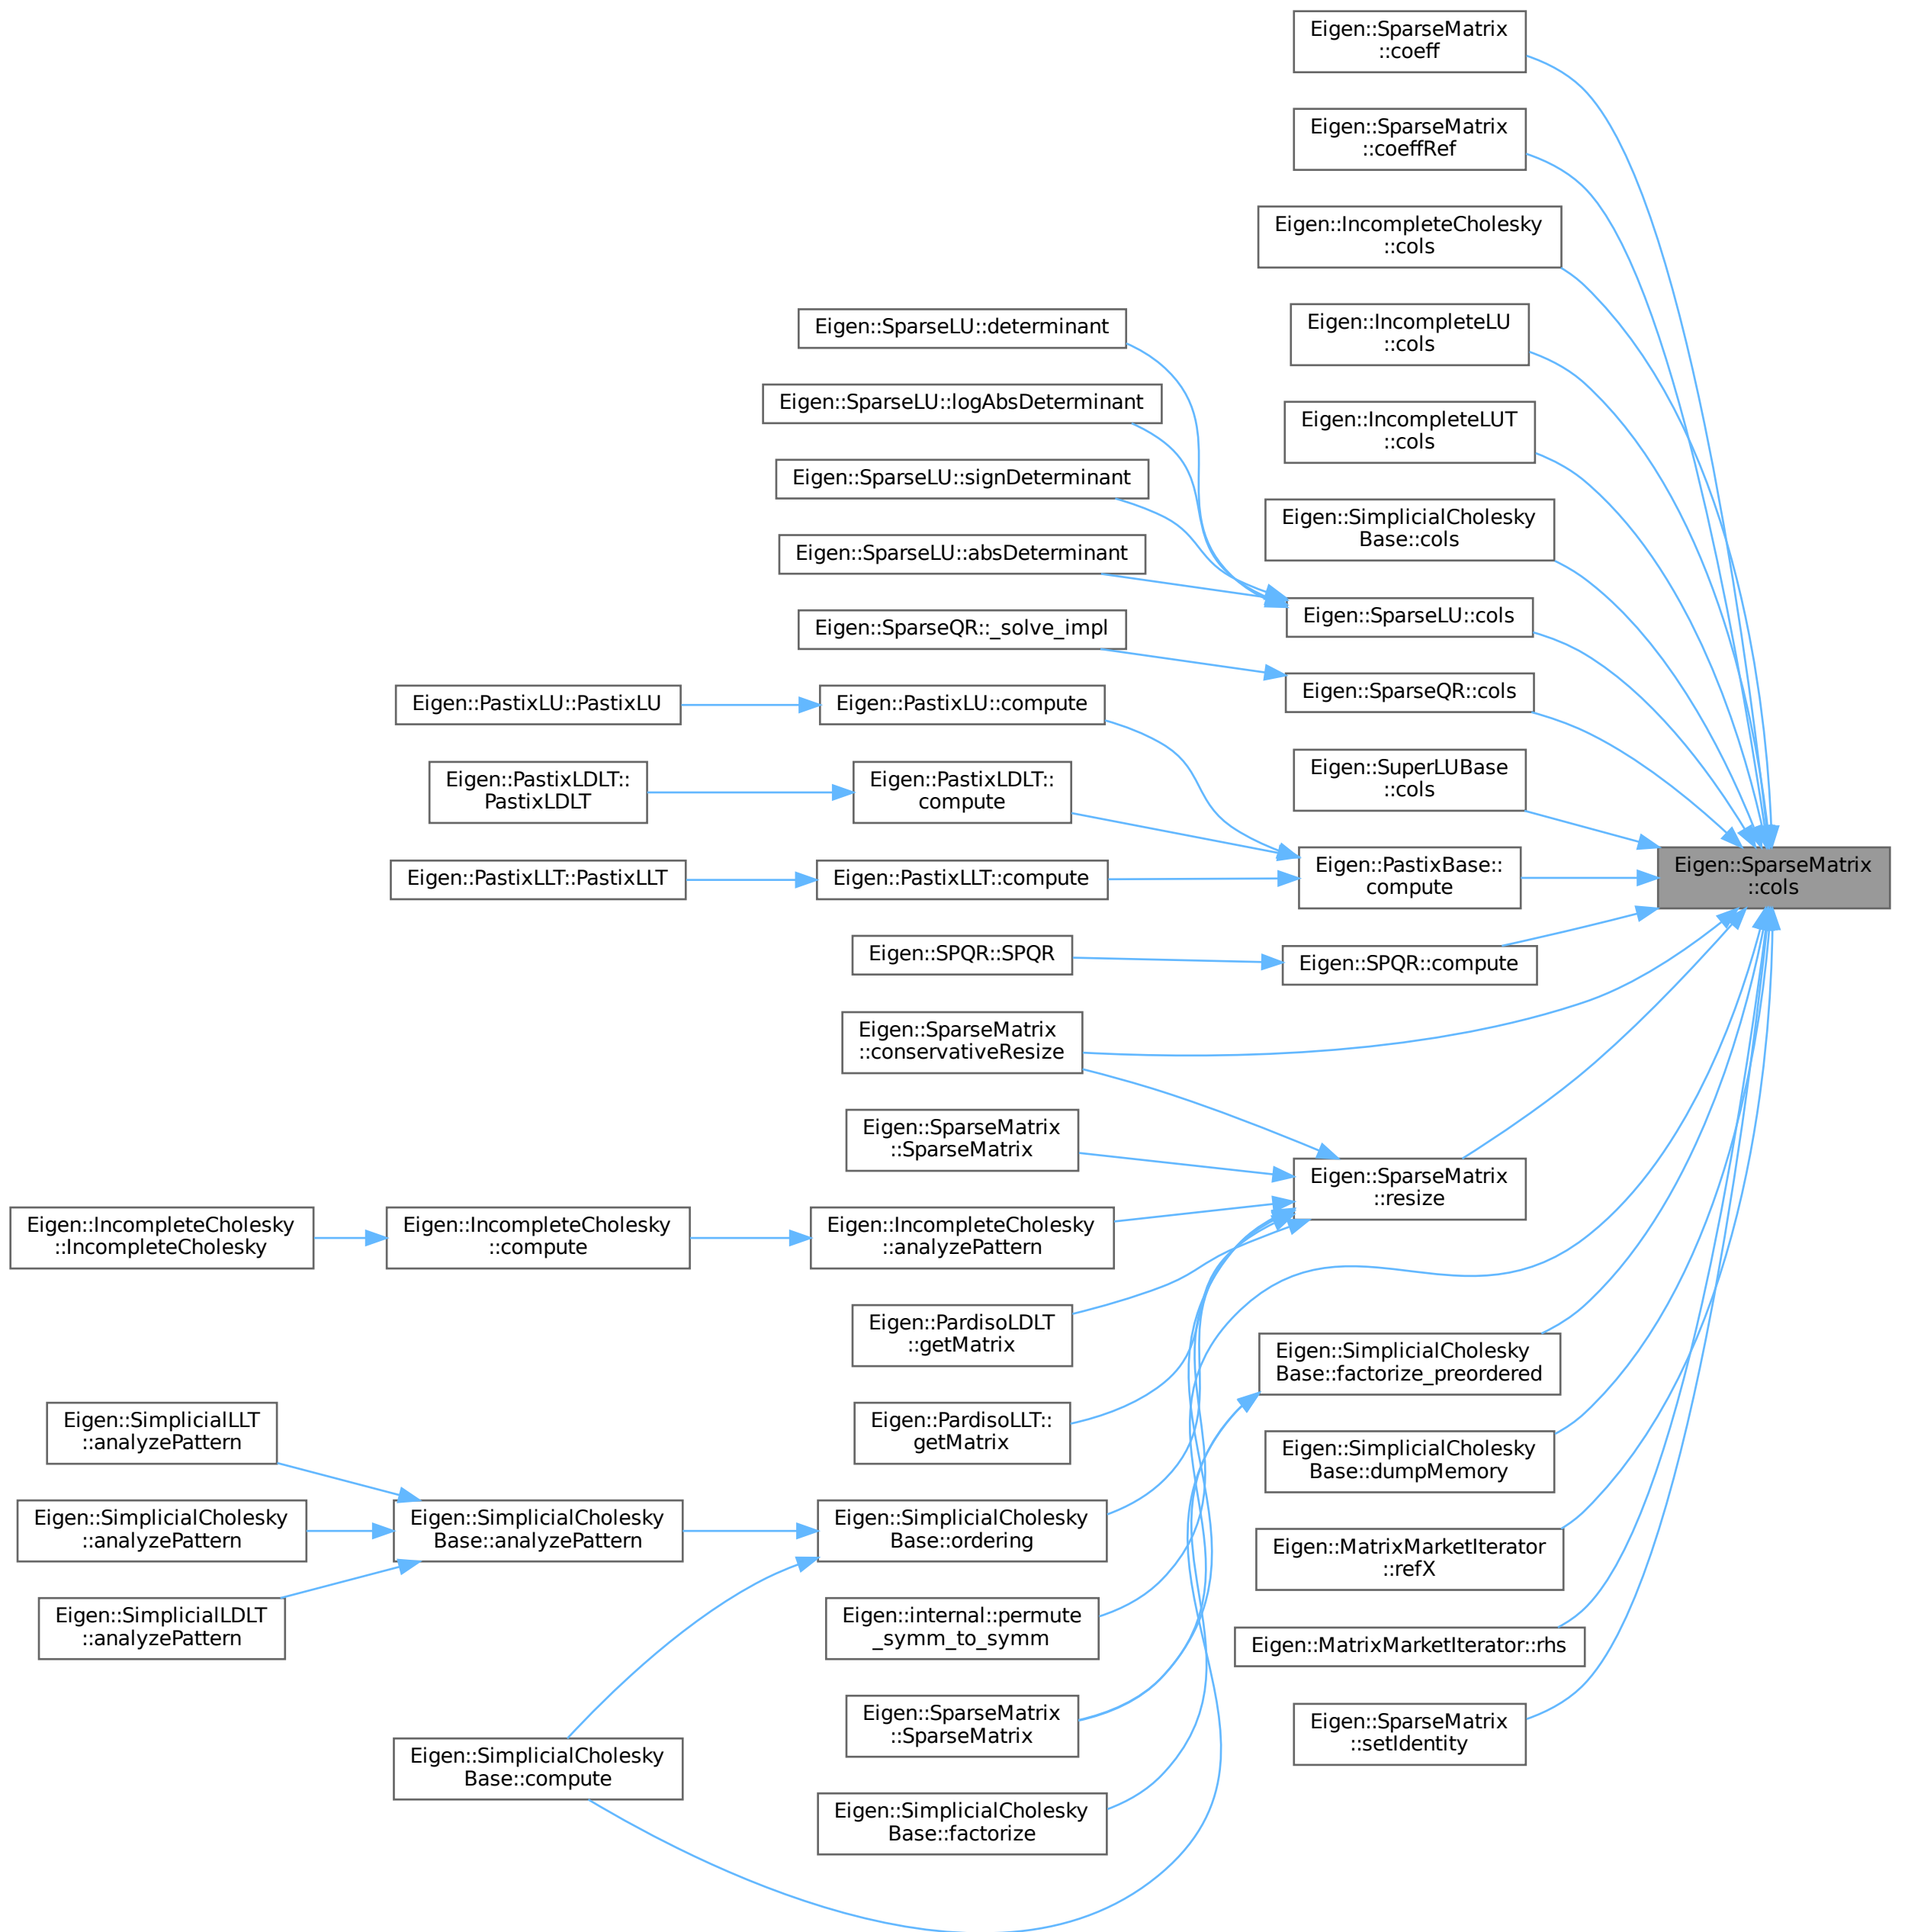 Eigen::SparseMatrix
::coeff
Eigen::SparseMatrix
::coeffRef
Eigen::IncompleteCholesky
::cols
Eigen::IncompleteLU
::cols
Eigen::IncompleteLUT
::cols
Eigen::SimplicialCholesky
Base::cols
Eigen::SparseLU::cols
Eigen::SparseLU::determinant
Eigen::SparseLU::logAbsDeterminant
Eigen::SparseLU::signDeterminant
Eigen::SparseLU::absDeterminant
Eigen::SparseQR::_solve_impl
Eigen::SparseQR::cols
Eigen::SuperLUBase
::cols
Eigen::PastixLU::PastixLU
Eigen::PastixLU::compute
Eigen::PastixLDLT::
PastixLDLT
Eigen::PastixLDLT::
compute
Eigen::PastixLLT::PastixLLT
Eigen::PastixLLT::compute
Eigen::PastixBase::
compute
Eigen::SparseMatrix
::cols
Eigen::SPQR::SPQR
Eigen::SPQR::compute
Eigen::SparseMatrix
::conservativeResize
Eigen::SparseMatrix
::SparseMatrix
Eigen::SparseMatrix
::resize
Eigen::IncompleteCholesky
::IncompleteCholesky
Eigen::IncompleteCholesky
::compute
Eigen::IncompleteCholesky
::analyzePattern
Eigen::PardisoLDLT
::getMatrix
Eigen::PardisoLLT::
getMatrix
Eigen::SimplicialCholesky
Base::factorize_preordered
Eigen::SimplicialCholesky
Base::dumpMemory
Eigen::SimplicialLLT
::analyzePattern
Eigen::SimplicialCholesky
::analyzePattern
Eigen::SimplicialLDLT
::analyzePattern
Eigen::SimplicialCholesky
Base::analyzePattern
Eigen::SimplicialCholesky
Base::ordering
Eigen::MatrixMarketIterator
::refX
Eigen::internal::permute
_symm_to_symm
Eigen::MatrixMarketIterator::rhs
Eigen::SparseMatrix
::SparseMatrix
Eigen::SparseMatrix
::setIdentity
Eigen::SimplicialCholesky
Base::compute
Eigen::SimplicialCholesky
Base::factorize